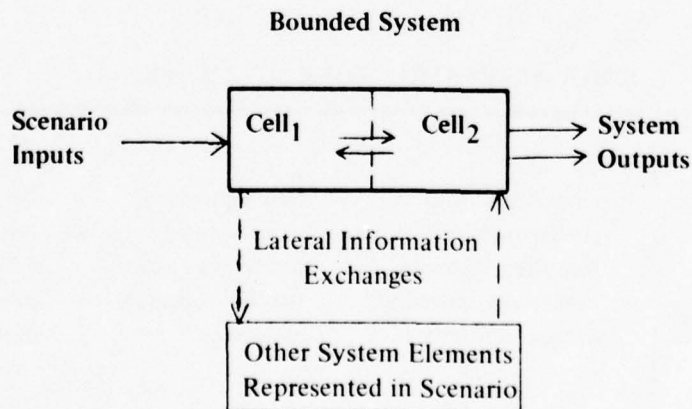 Bounded System
Scenario
Inputs
Cell₁
Cell₂
System
Outputs
Lateral Information
Exchanges
Other System Elements
Represented in Scenario